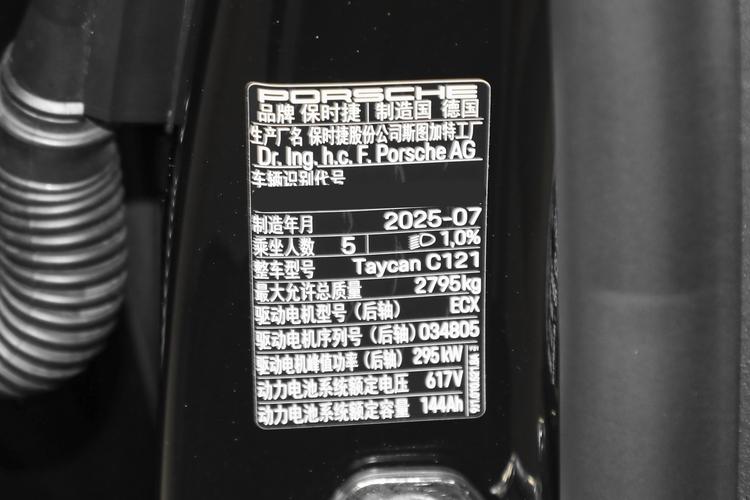 PORSCHE
品牌 保时捷 制造国 德国
生产厂名 保时捷股份公司斯图加特工厂
Dr. Ing. h.c. F. Porsche AG
车辆识别代号
制造年月 2025-07
乘坐人数 5 1,0%
整车型号 Taycan C121
最大允许总质量 2795kg
驱动电机型号（后轴） ECX
驱动电机序列号（后轴）034805
驱动电机峰值功率（后轴） 295 kW
动力电池系统额定电压 617V
动力电池系统额定容量 144Ah